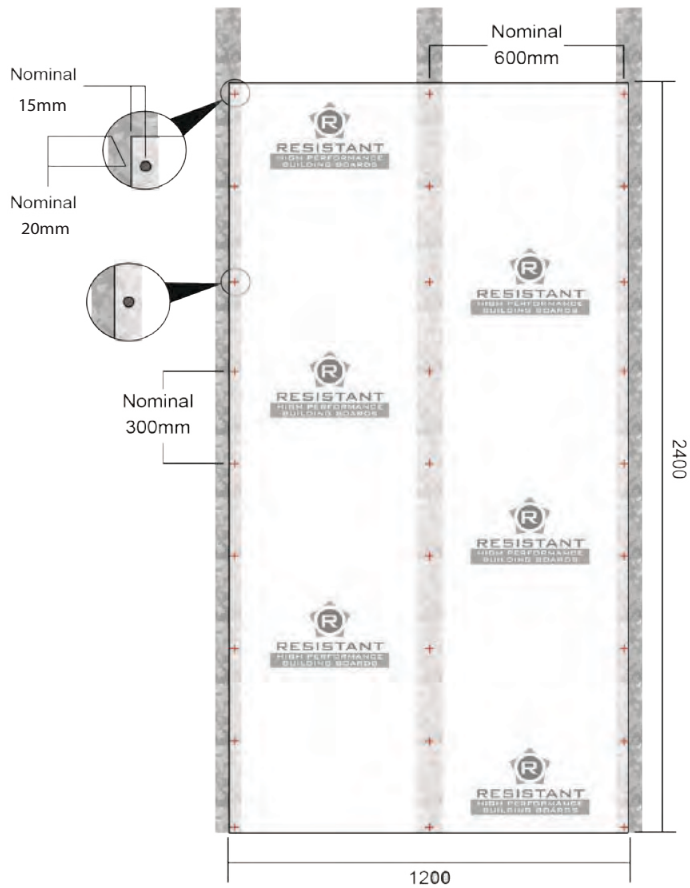 Nominal
600mm
Nominal
15mm
R
RESISTANT
HIGH PERFORMANCE
BUILDING BOARDS
Nominal
20mm
R
RESISTANT
HIGH PERFORMANCE
BUILDING BOARDS
R
RESISTANT
HIGH PERFORMANCE
BUILDING BOARDS
Nominal
300mm
2400
R
RESISTANT
HIGH PERFORMANCE
BUILDING BOARDS
R
RESISTANT
HIGH PERFORMANCE
BUILDING BOARDS
R
RESISTANT
HIGH PERFORMANCE
BUILDING BOARDS
1200